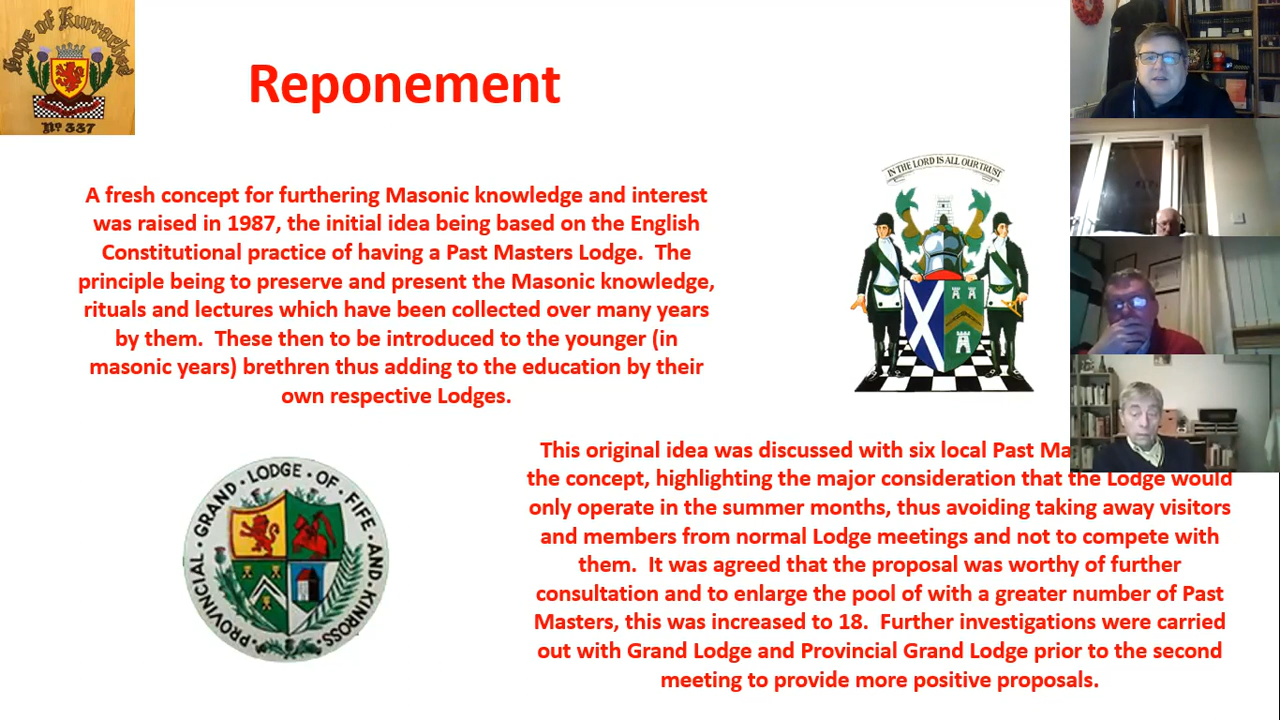 Hope of Kurrachee
Nº 337
Reponement
A fresh concept for furthering Masonic knowledge and interest
was raised in 1987, the initial idea being based on the English
Constitutional practice of having a Past Masters Lodge. The
principle being to preserve and present the Masonic knowledge,
rituals and lectures which have been collected over many years
by them. These then to be introduced to the younger (in
masonic years) brethren thus adding to the education by their
own respective Lodges.
IN THE LORD IS ALL OUR TRUST
PROVINCIAL · GRAND · LODGE · OF · FIFE · AND · KINROSS
This original idea was discussed with six local Past Ma
the concept, highlighting the major consideration that the Lodge would
only operate in the summer months, thus avoiding taking away visitors
and members from normal Lodge meetings and not to compete with
them. It was agreed that the proposal was worthy of further
consultation and to enlarge the pool of with a greater number of Past
Masters, this was increased to 18. Further investigations were carried
out with Grand Lodge and Provincial Grand Lodge prior to the second
meeting to provide more positive proposals.